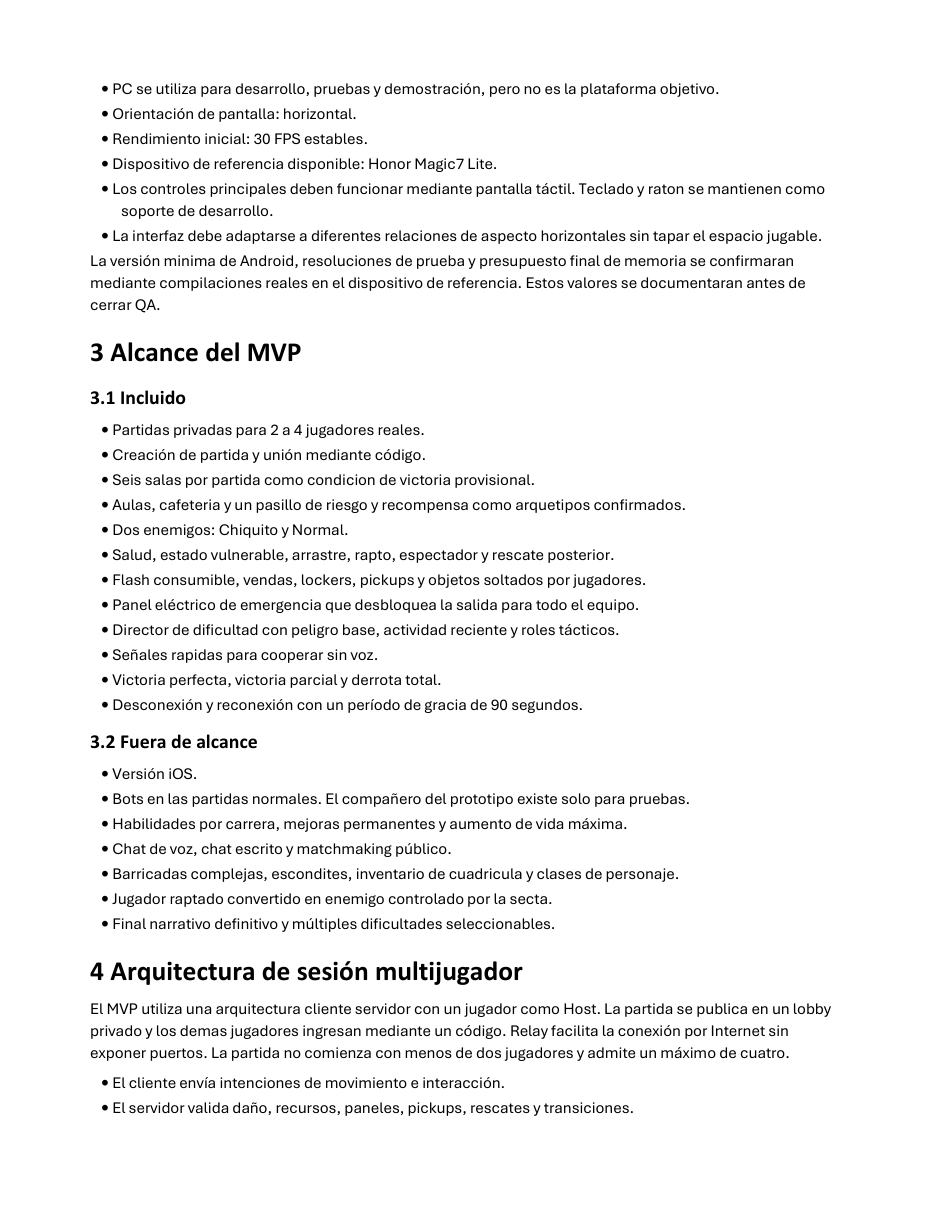 • PC se utiliza para desarrollo, pruebas y demostración, pero no es la plataforma objetivo.
• Orientación de pantalla: horizontal.
• Rendimiento inicial: 30 FPS estables.
• Dispositivo de referencia disponible: Honor Magic7 Lite.
• Los controles principales deben funcionar mediante pantalla táctil. Teclado y raton se mantienen como
soporte de desarrollo.
• La interfaz debe adaptarse a diferentes relaciones de aspecto horizontales sin tapar el espacio jugable.
La versión minima de Android, resoluciones de prueba y presupuesto final de memoria se confirmaran
mediante compilaciones reales en el dispositivo de referencia. Estos valores se documentaran antes de
cerrar QA.
3 Alcance del MVP
3.1 Incluido
• Partidas privadas para 2 a 4 jugadores reales.
• Creación de partida y unión mediante código.
• Seis salas por partida como condicion de victoria provisional.
• Aulas, cafeteria y un pasillo de riesgo y recompensa como arquetipos confirmados.
• Dos enemigos: Chiquito y Normal.
• Salud, estado vulnerable, arrastre, rapto, espectador y rescate posterior.
• Flash consumible, vendas, lockers, pickups y objetos soltados por jugadores.
• Panel eléctrico de emergencia que desbloquea la salida para todo el equipo.
• Director de dificultad con peligro base, actividad reciente y roles tácticos.
• Señales rapidas para cooperar sin voz.
• Victoria perfecta, victoria parcial y derrota total.
• Desconexión y reconexión con un período de gracia de 90 segundos.
3.2 Fuera de alcance
• Versión iOS.
• Bots en las partidas normales. El compañero del prototipo existe solo para pruebas.
• Habilidades por carrera, mejoras permanentes y aumento de vida máxima.
• Chat de voz, chat escrito y matchmaking público.
• Barricadas complejas, escondites, inventario de cuadricula y clases de personaje.
• Jugador raptado convertido en enemigo controlado por la secta.
• Final narrativo definitivo y múltiples dificultades seleccionables.
4 Arquitectura de sesión multijugador
El MVP utiliza una arquitectura cliente servidor con un jugador como Host. La partida se publica en un lobby
privado y los demas jugadores ingresan mediante un código. Relay facilita la conexión por Internet sin
exponer puertos. La partida no comienza con menos de dos jugadores y admite un máximo de cuatro.
• El cliente envía intenciones de movimiento e interacción.
• El servidor valida daño, recursos, paneles, pickups, rescates y transiciones.